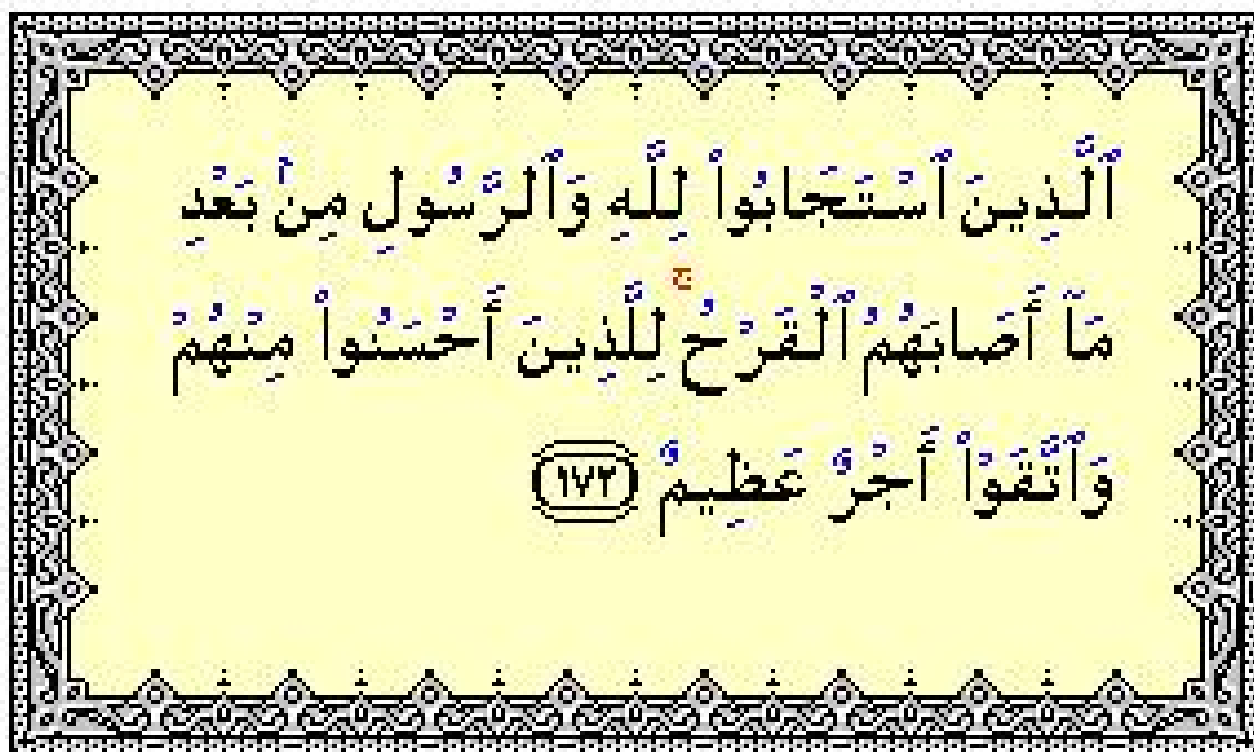 ٱلَّذِينَ ٱسْتَجَابُوا۟ لِلَّهِ وَٱلرَّسُولِ مِنۢ بَعْدِ
مَآ أَصَابَهُمُ ٱلْقَرْحُ ۚ لِلَّذِينَ أَحْسَنُوا۟ مِنْهُمْ
وَٱتَّقَوْا۟ أَجْرٌ عَظِيمٌ ١٧٢